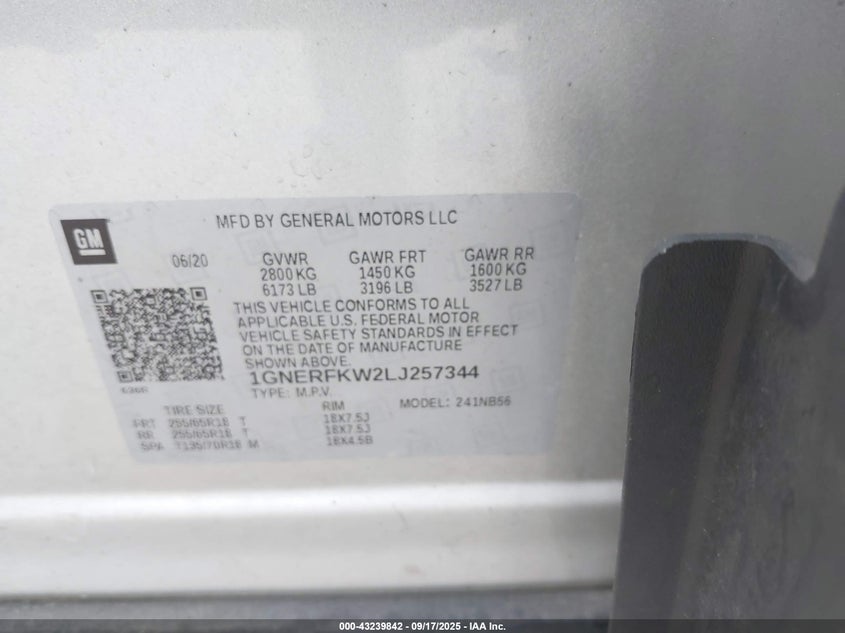 GM
MFD BY GENERAL MOTORS LLC
06/20 GVWR GAWR FRT GAWR RR
2800 KG 1450 KG 1600 KG
6173 LB 3196 LB 3527 LB
THIS VEHICLE CONFORMS TO ALL
APPLICABLE U.S. FEDERAL MOTOR
VEHICLE SAFETY STANDARDS IN EFFECT
ON THE DATE OF MANUFACTURE
SHOWN ABOVE.
1GNERFKW2LJ257344
TYPE: M.P.V. MODEL: 241NB56
TIRE SIZE RIM
FRT 255/65R18 T 18X7.5J
RR 255/65R18 T 18X7.5J
SPA T135/70R18 M 18X4.5B
000-43239842 - 09/17/2025 - IAA Inc.